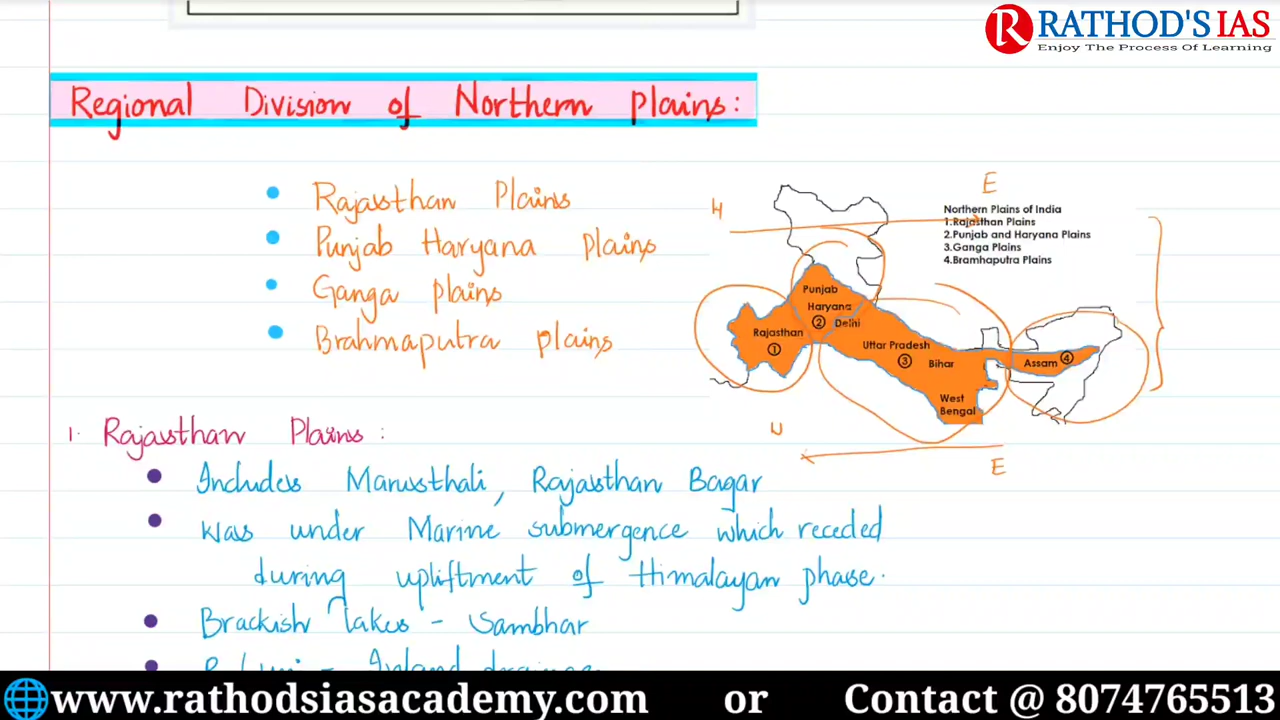 RATHOD'S IAS
Enjoy The Process Of Learning
Regional Division of Northern Plains:
Rajasthan Plains
Punjab Haryana plains
Ganga plains
Brahmaputra plains
E
Northern Plains of India
1.Rajasthan Plains
2.Punjab and Haryana Plains
3.Ganga Plains
4.Bramhaputra Plains
Punjab
Haryana
2 Delhi
Rajasthan
1
Uttar Pradesh
3 Bihar
Assam 4
West
Bengal
E
1. Rajasthan Plains:
Includes Marusthali, Rajasthan Bagar
Was under Marine submergence which receded
during upliftment of Himalayan phase.
Brackish lakes - Sambhar
R. Luni - Inland drainage
www.rathodsiasacademy.com or Contact @ 8074765513